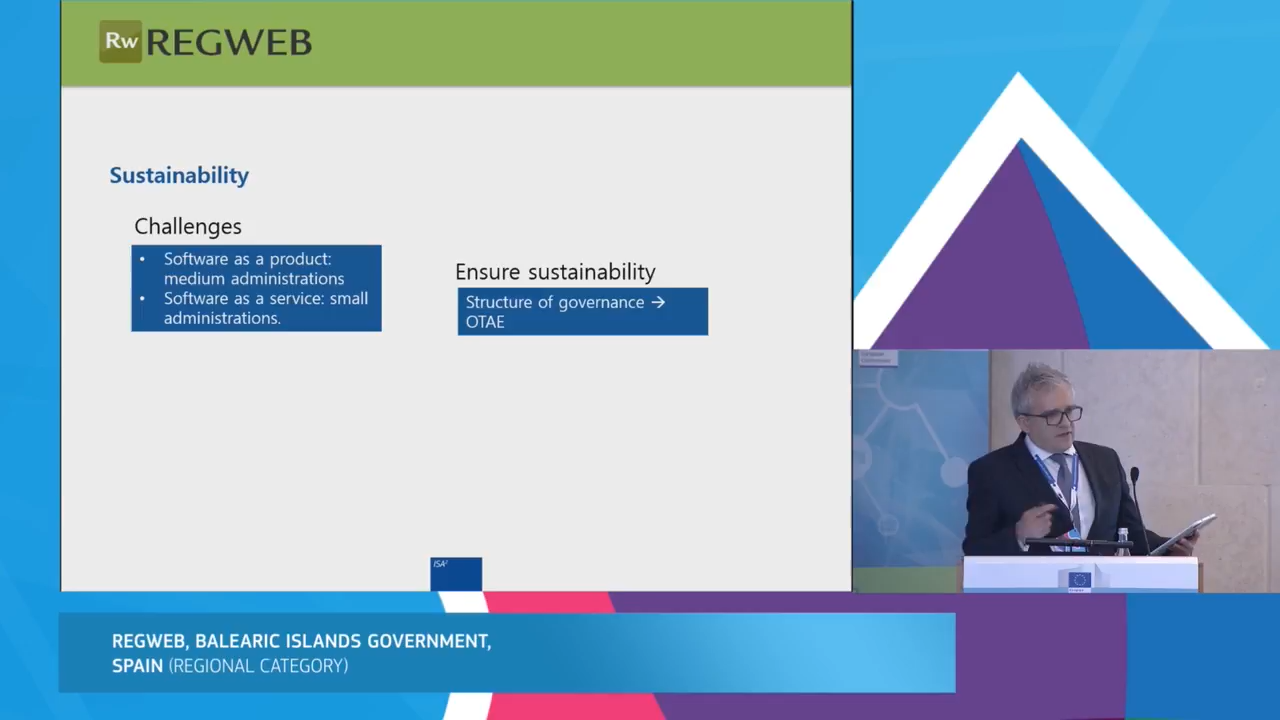 Rw REGWEB
Sustainability
Challenges
• Software as a product:
medium administrations
• Software as a service: small
administrations.
Ensure sustainability
Structure of governance →
OTAE
ISA²
REGWEB, BALEARIC ISLANDS GOVERNMENT,
SPAIN (REGIONAL CATEGORY)